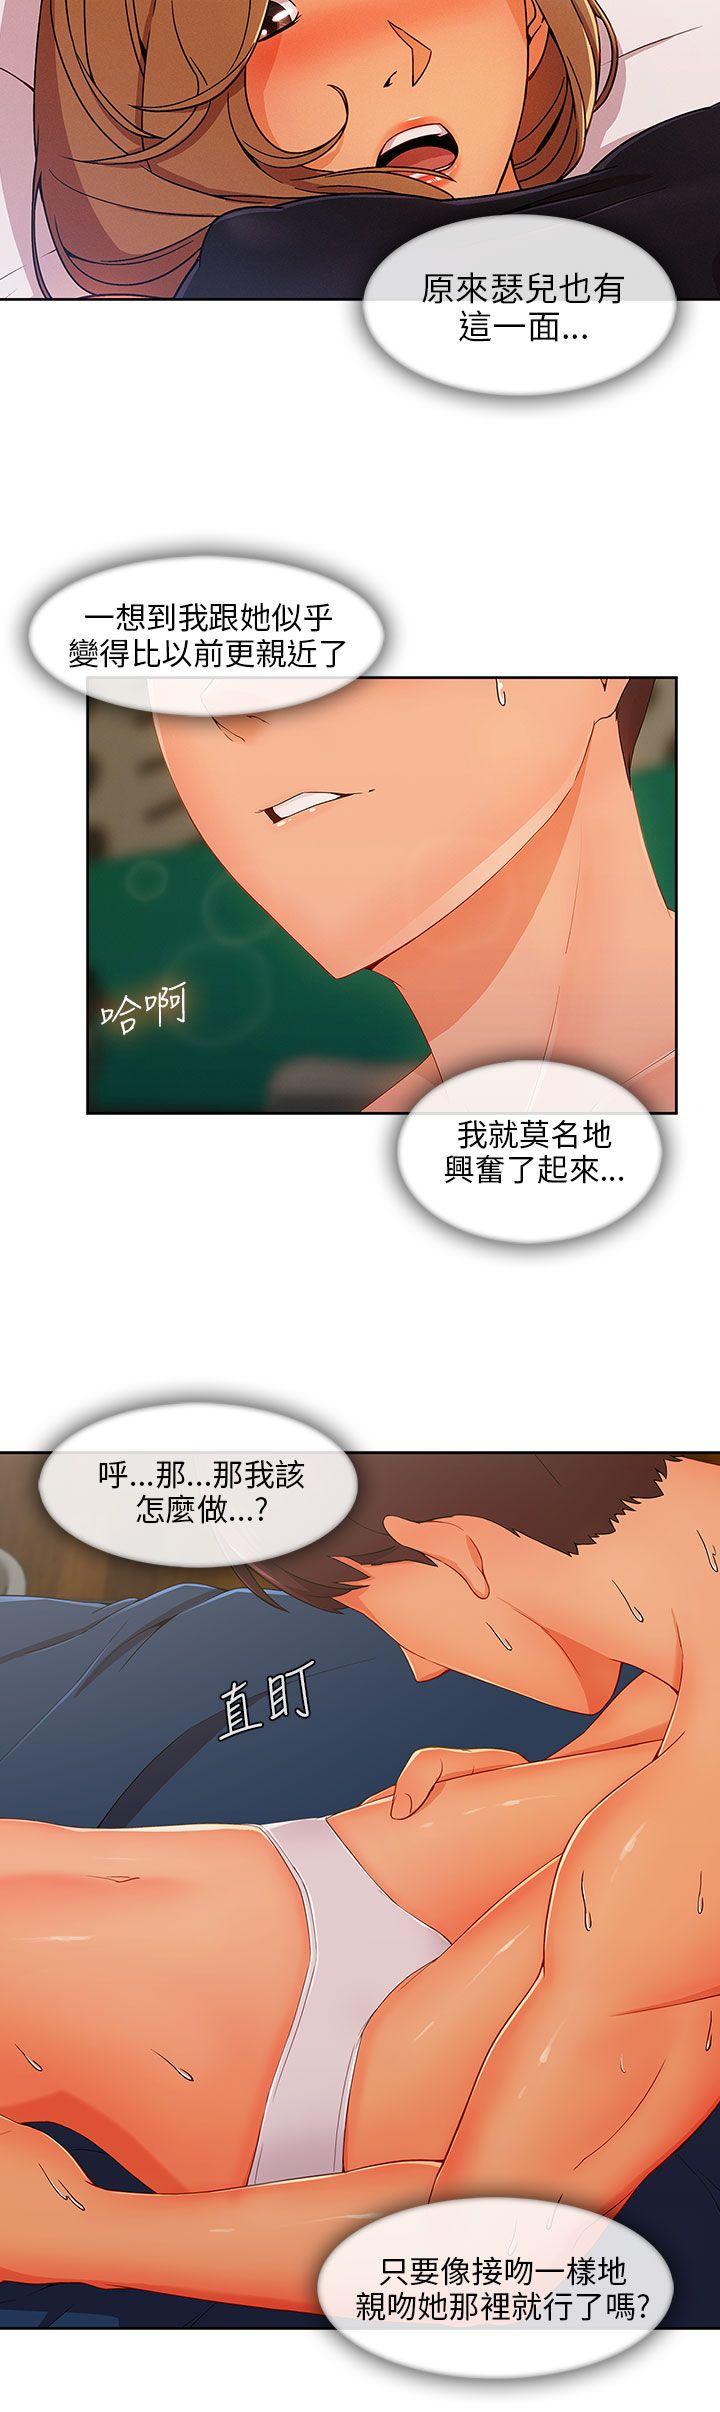 原來瑟兒也有
這一面...
一想到我跟她似乎
變得比以前更親近了
哈啊
我就莫名地
興奮了起來...
呼...那...那我該
怎麼做...?
直盯
只要像接吻一樣地
親吻她那裡就行了嗎?